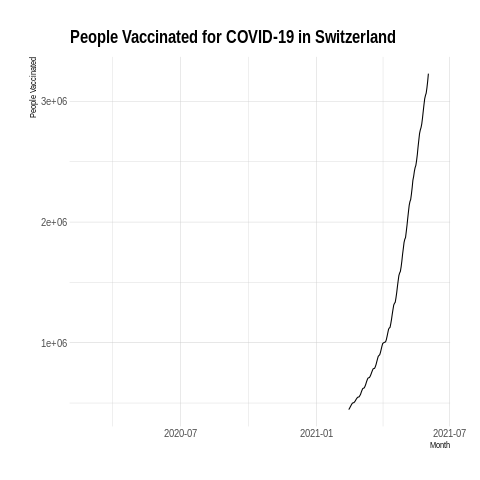 People Vaccinated for COVID-19 in Switzerland
People Vaccinated
3e+06
2e+06
1e+06
2020-07
2021-01
2021-07
Month